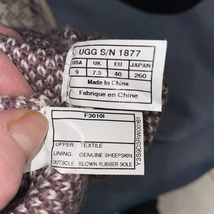 UGG S/N 1877
USA UK EU JAPAN
9 7.5 40 260
Made In China
Fabrique en Chine
F3010I
UPPER: TEXTILE
LINING: GENUINE SHEEPSKIN
OUTSOLE: BLOWN RUBBER SOLE